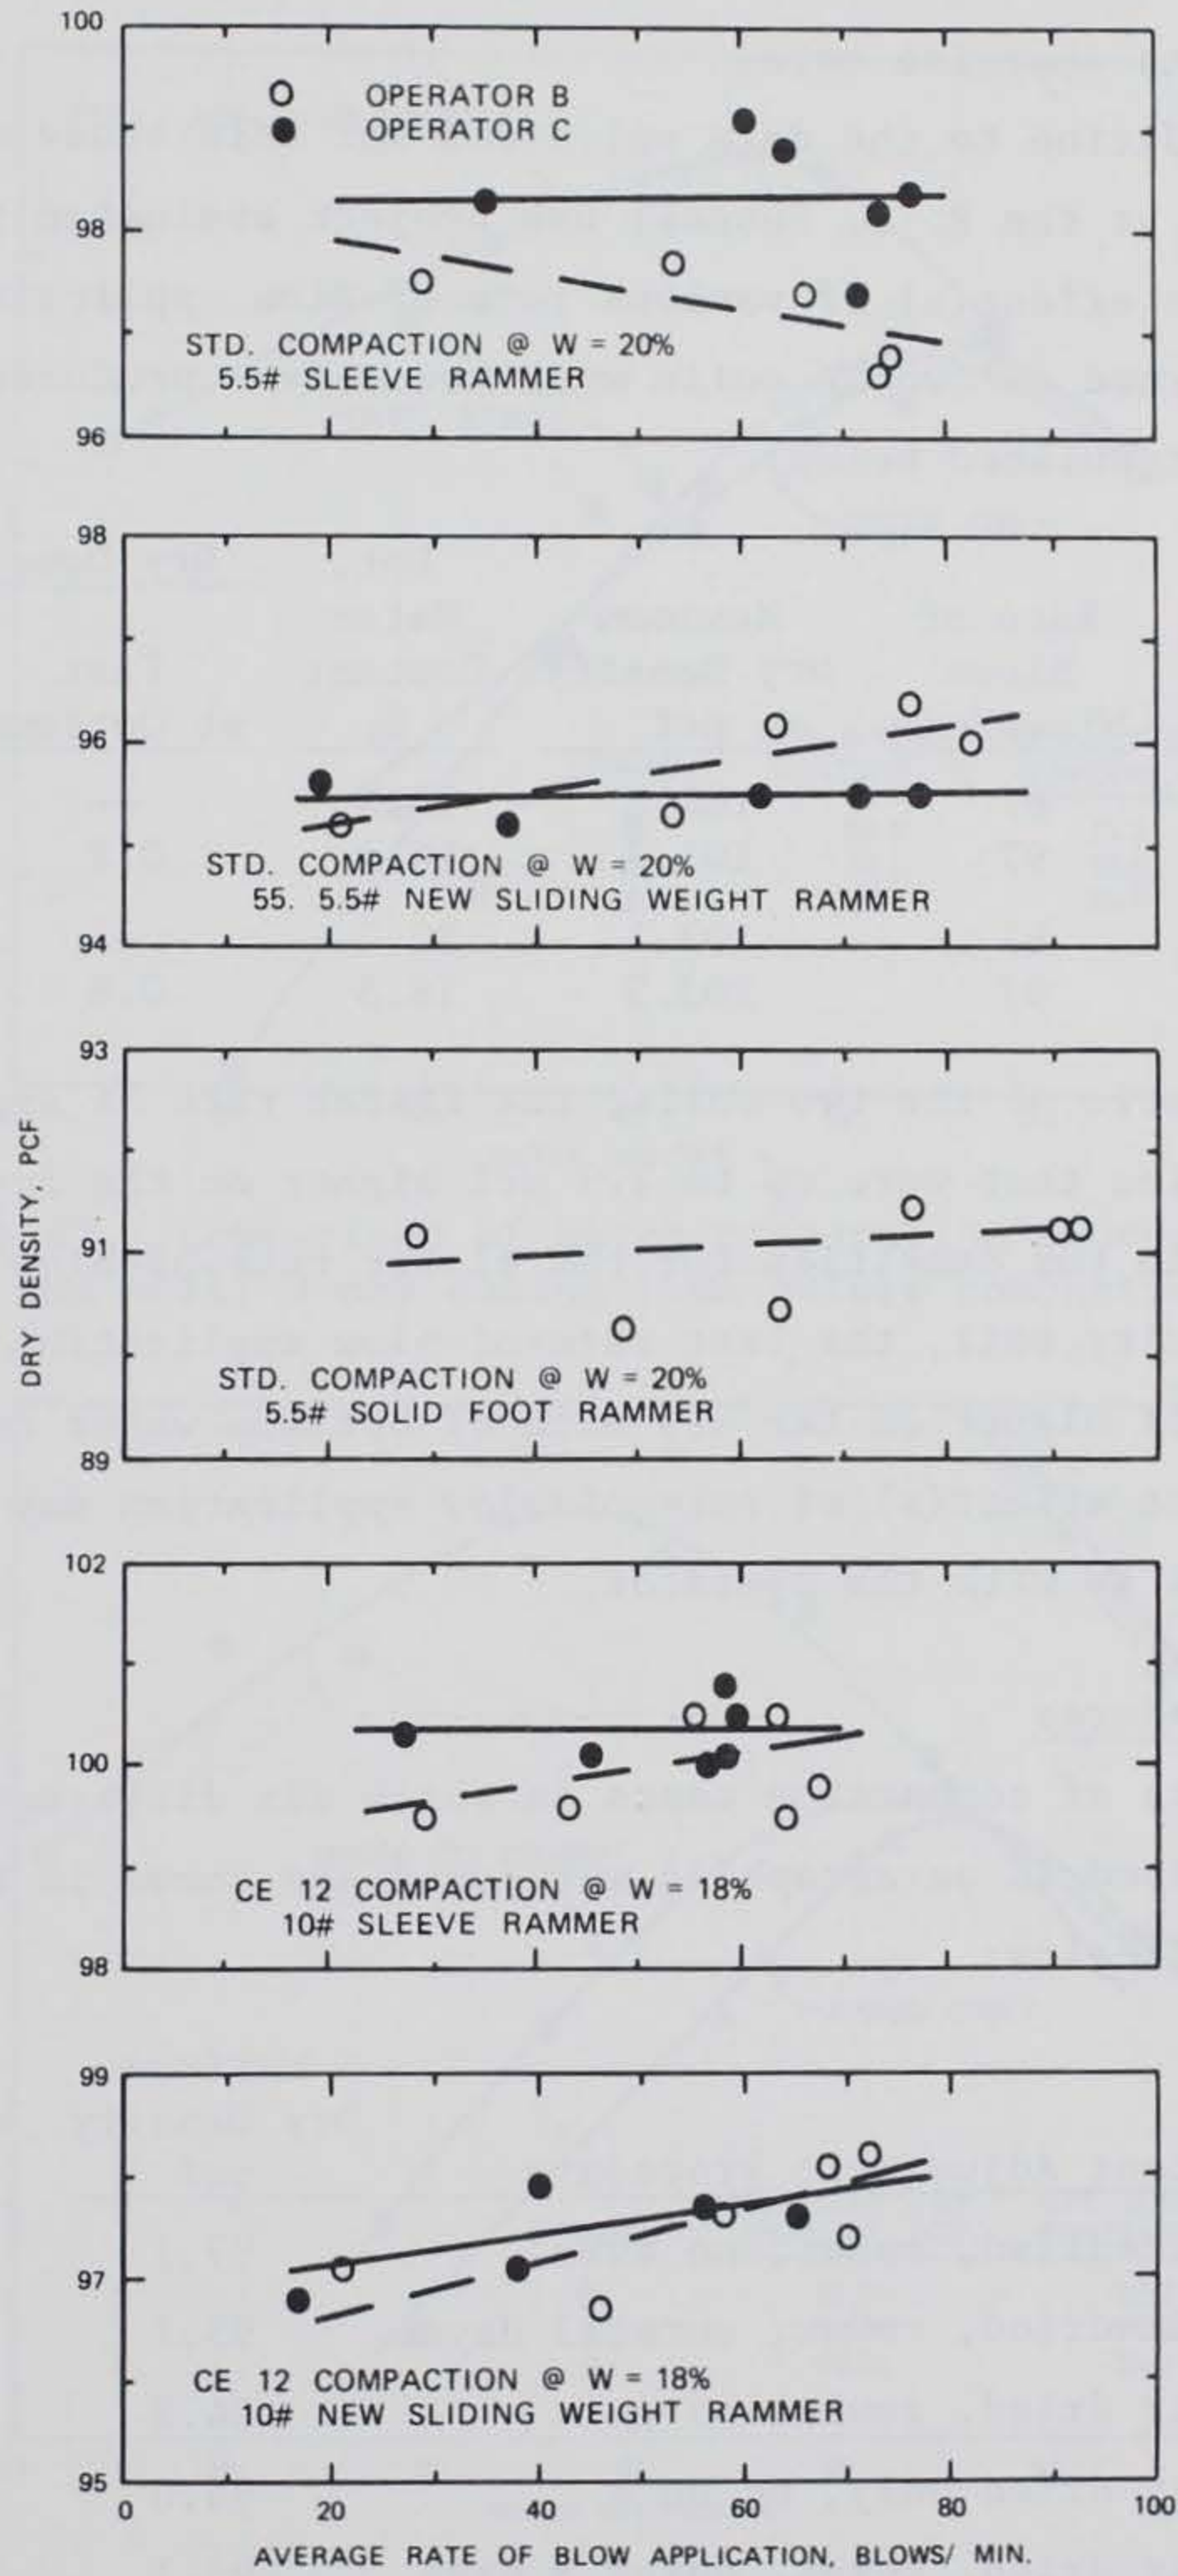 100
OPERATOR B
OPERATOR C
98
STD. COMPACTION @ W = 20%
5.5# SLEEVE RAMMER
96
98
96
STD. COMPACTION @ W = 20%
55. 5.5# NEW SLIDING WEIGHT RAMMER
94
93
DRY DENSITY, PCF
91
STD. COMPACTION @ W = 20%
5.5# SOLID FOOT RAMMER
89
102
100
CE 12 COMPACTION @ W = 18%
10# SLEEVE RAMMER
98
99
97
CE 12 COMPACTION @ W = 18%
10# NEW SLIDING WEIGHT RAMMER
95
0 20 40 60 80 100
AVERAGE RATE OF BLOW APPLICATION, BLOWS/ MIN.